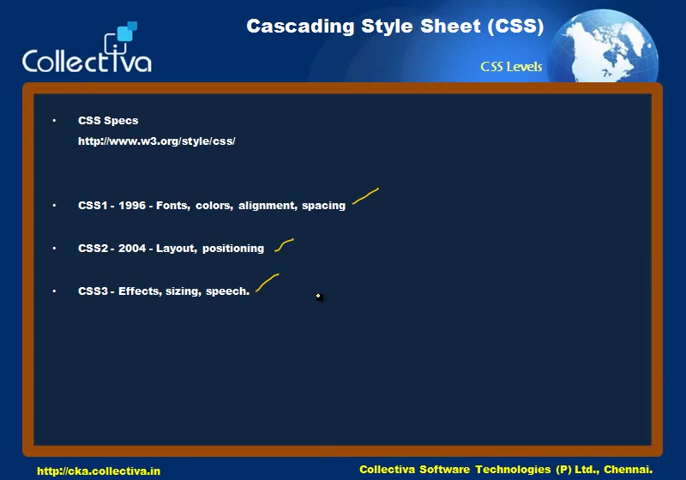 Cascading Style Sheet (CSS)
Collectiva
CSS Levels
• CSS Specs
http://www.w3.org/style/css/
• CSS1 - 1996 - Fonts, colors, alignment, spacing
• CSS2 - 2004 - Layout, positioning
• CSS3 - Effects, sizing, speech.
http://cka.collectiva.in
Collectiva Software Technologies (P) Ltd., Chennai.